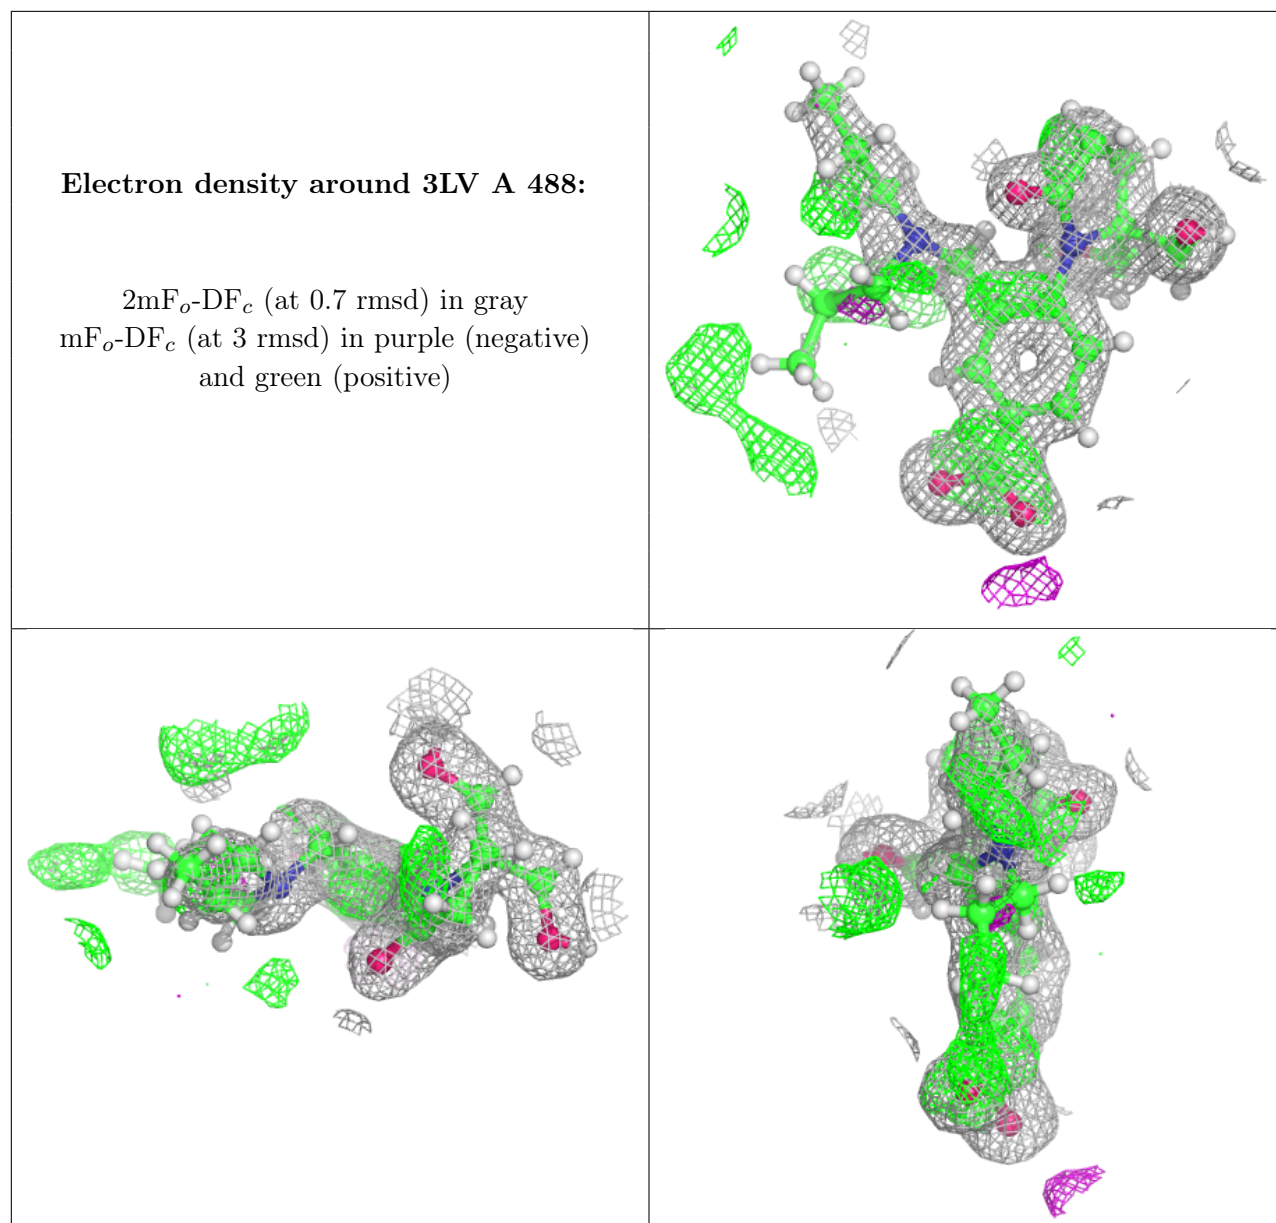 Electron density around 3LV A 488:
2mFo-DFc (at 0.7 rmsd) in gray
mFo-DFc (at 3 rmsd) in purple (negative)
and green (positive)